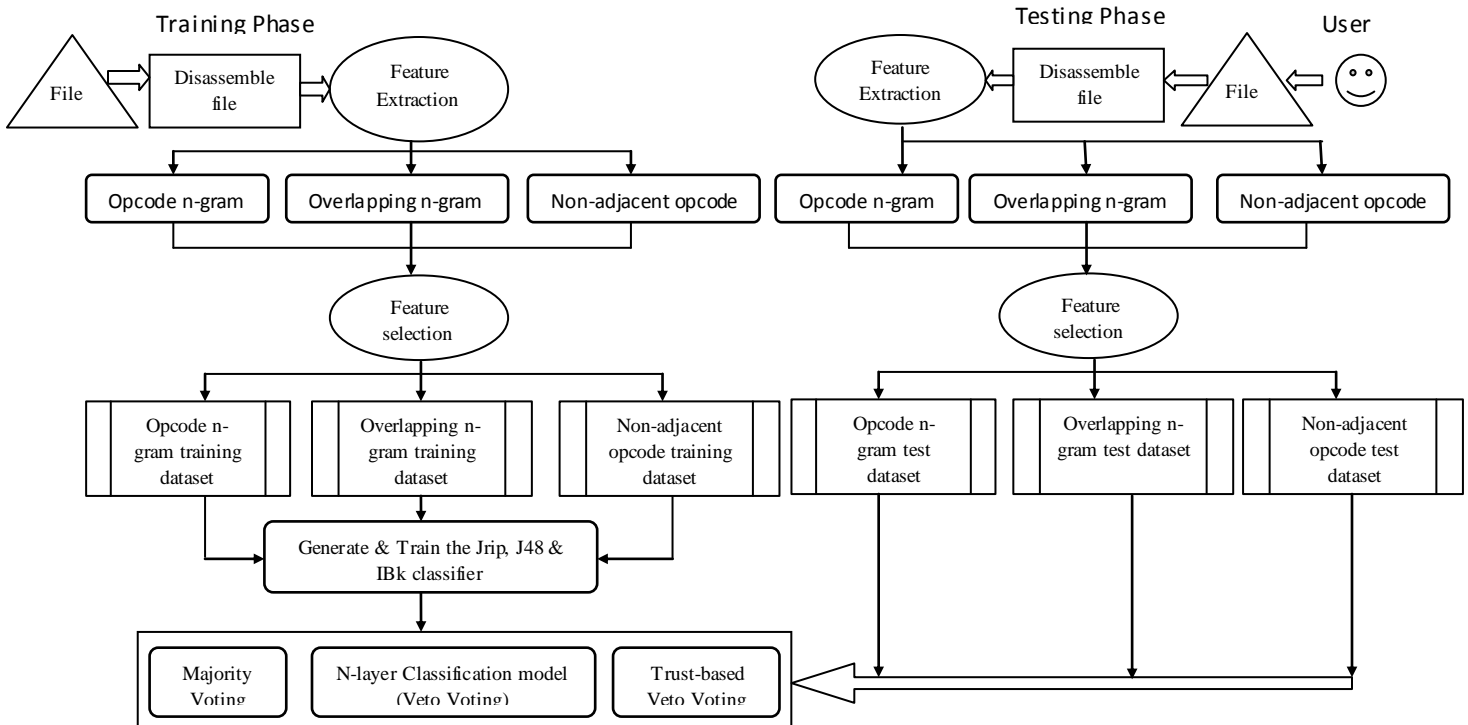 Training Phase
File
Disassemble
file
Feature
Extraction
Opcode n-gram
Overlapping n-gram
Non-adjacent opcode
Feature
selection
Opcode n-
gram training
dataset
Overlapping n-
gram training
dataset
Non-adjacent
opcode training
dataset
Generate & Train the Jrip, J48 &
IBk classifier
Majority
Voting
N-layer Classification model
(Veto Voting)
Trust-based
Veto Voting
Testing Phase
User
File
Disassemble
file
Feature
Extraction
Opcode n-gram
Overlapping n-gram
Non-adjacent opcode
Feature
selection
Opcode n-
gram test
dataset
Overlapping n-
gram test dataset
Non-adjacent
opcode test
dataset